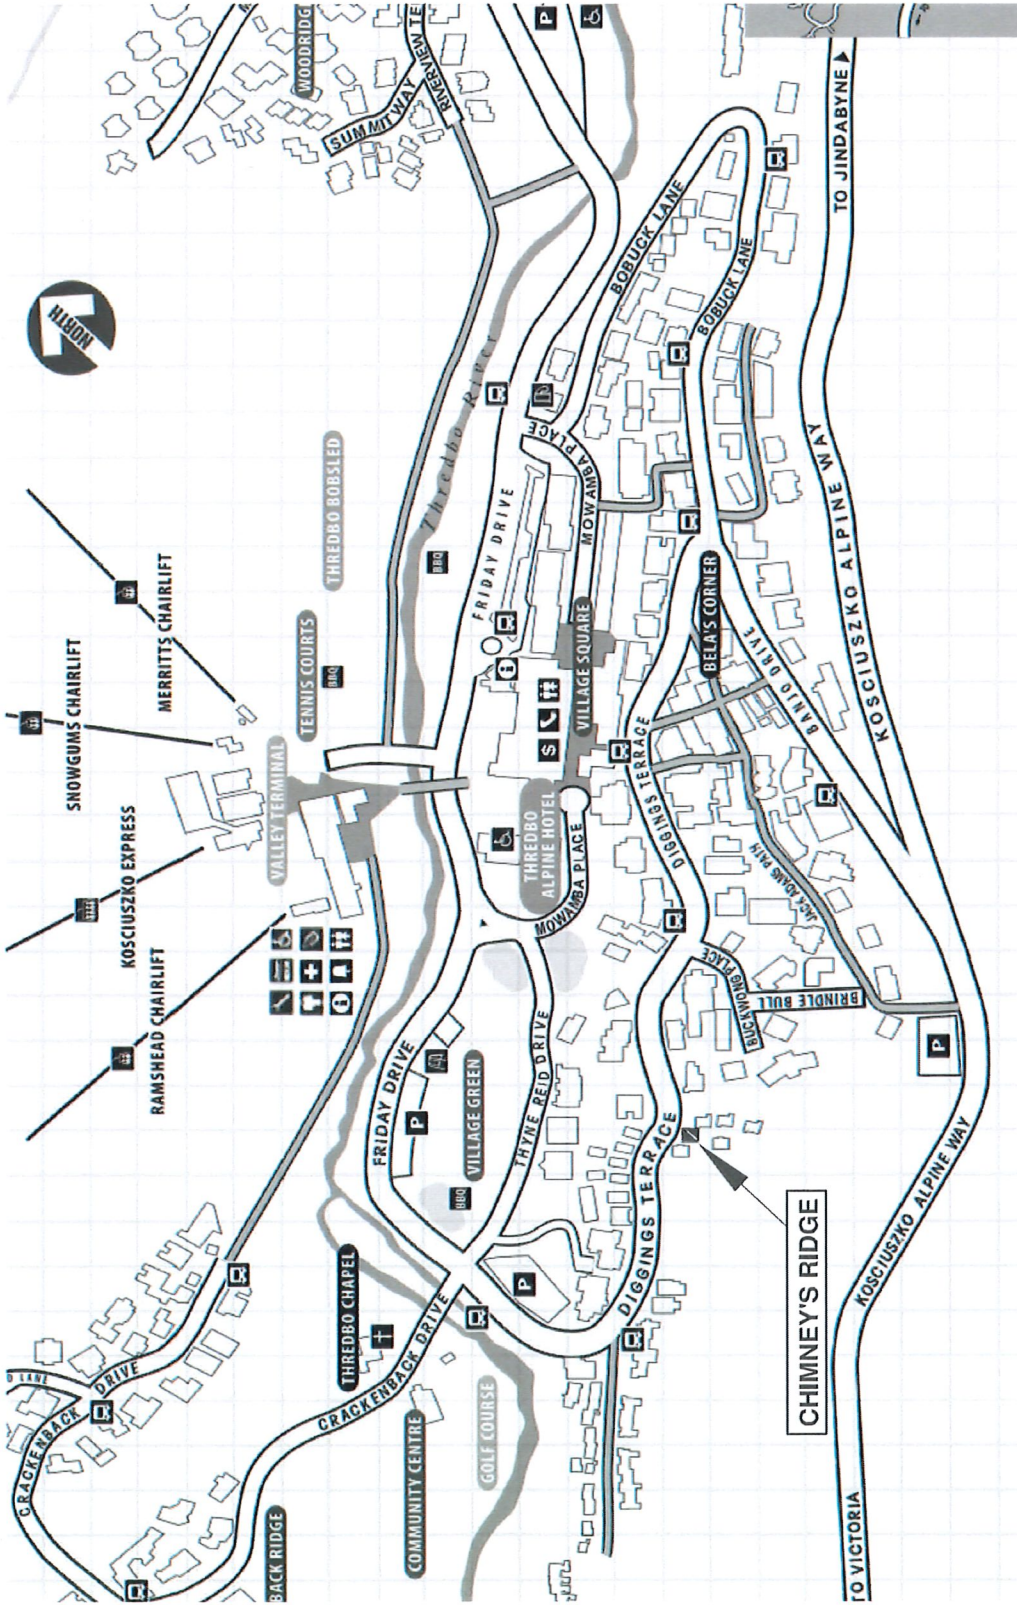 WOODRIDG
SUMMIT WAY
RIVERVIEW TE
P
NORTH
TO JINDABYNE
BOBUCK LANE
BOBUCK LANE
Thredbo River
THREDBO BOBSLED
MERRITTS CHAIRLIFT
SNOWGUMS CHAIRLIFT
KOSCIUSZKO EXPRESS
RAMSHEAD CHAIRLIFT
TENNIS COURTS
BBQ
BBQ
VALLEY TERMINAL
FRIDAY DRIVE
MOWAMBA PLACE
MOWAMBA
VILLAGE SQUARE
i
$
THREDBO
ALPINE HOTEL
MOWAMBA PLACE
BELA'S CORNER
BANJO DRIVE
KOSCIUSZKO ALPINE WAY
DIGGINGS TERRACE
JACK ADAMS PATH
BUCKWONG PLACE
BRINDLE BULL
P
i
FRIDAY DRIVE
P
VILLAGE GREEN
BBQ
THYNE REID DRIVE
DIGGINGS TERRACE
P
CHIMNEY'S RIDGE
KOSCIUSZKO ALPINE WAY
THREDBO CHAPEL
CRACKENBACK DRIVE
COMMUNITY CENTRE
GOLF COURSE
D LANE
CRACKENBACK DRIVE
BACK RIDGE
TO VICTORIA